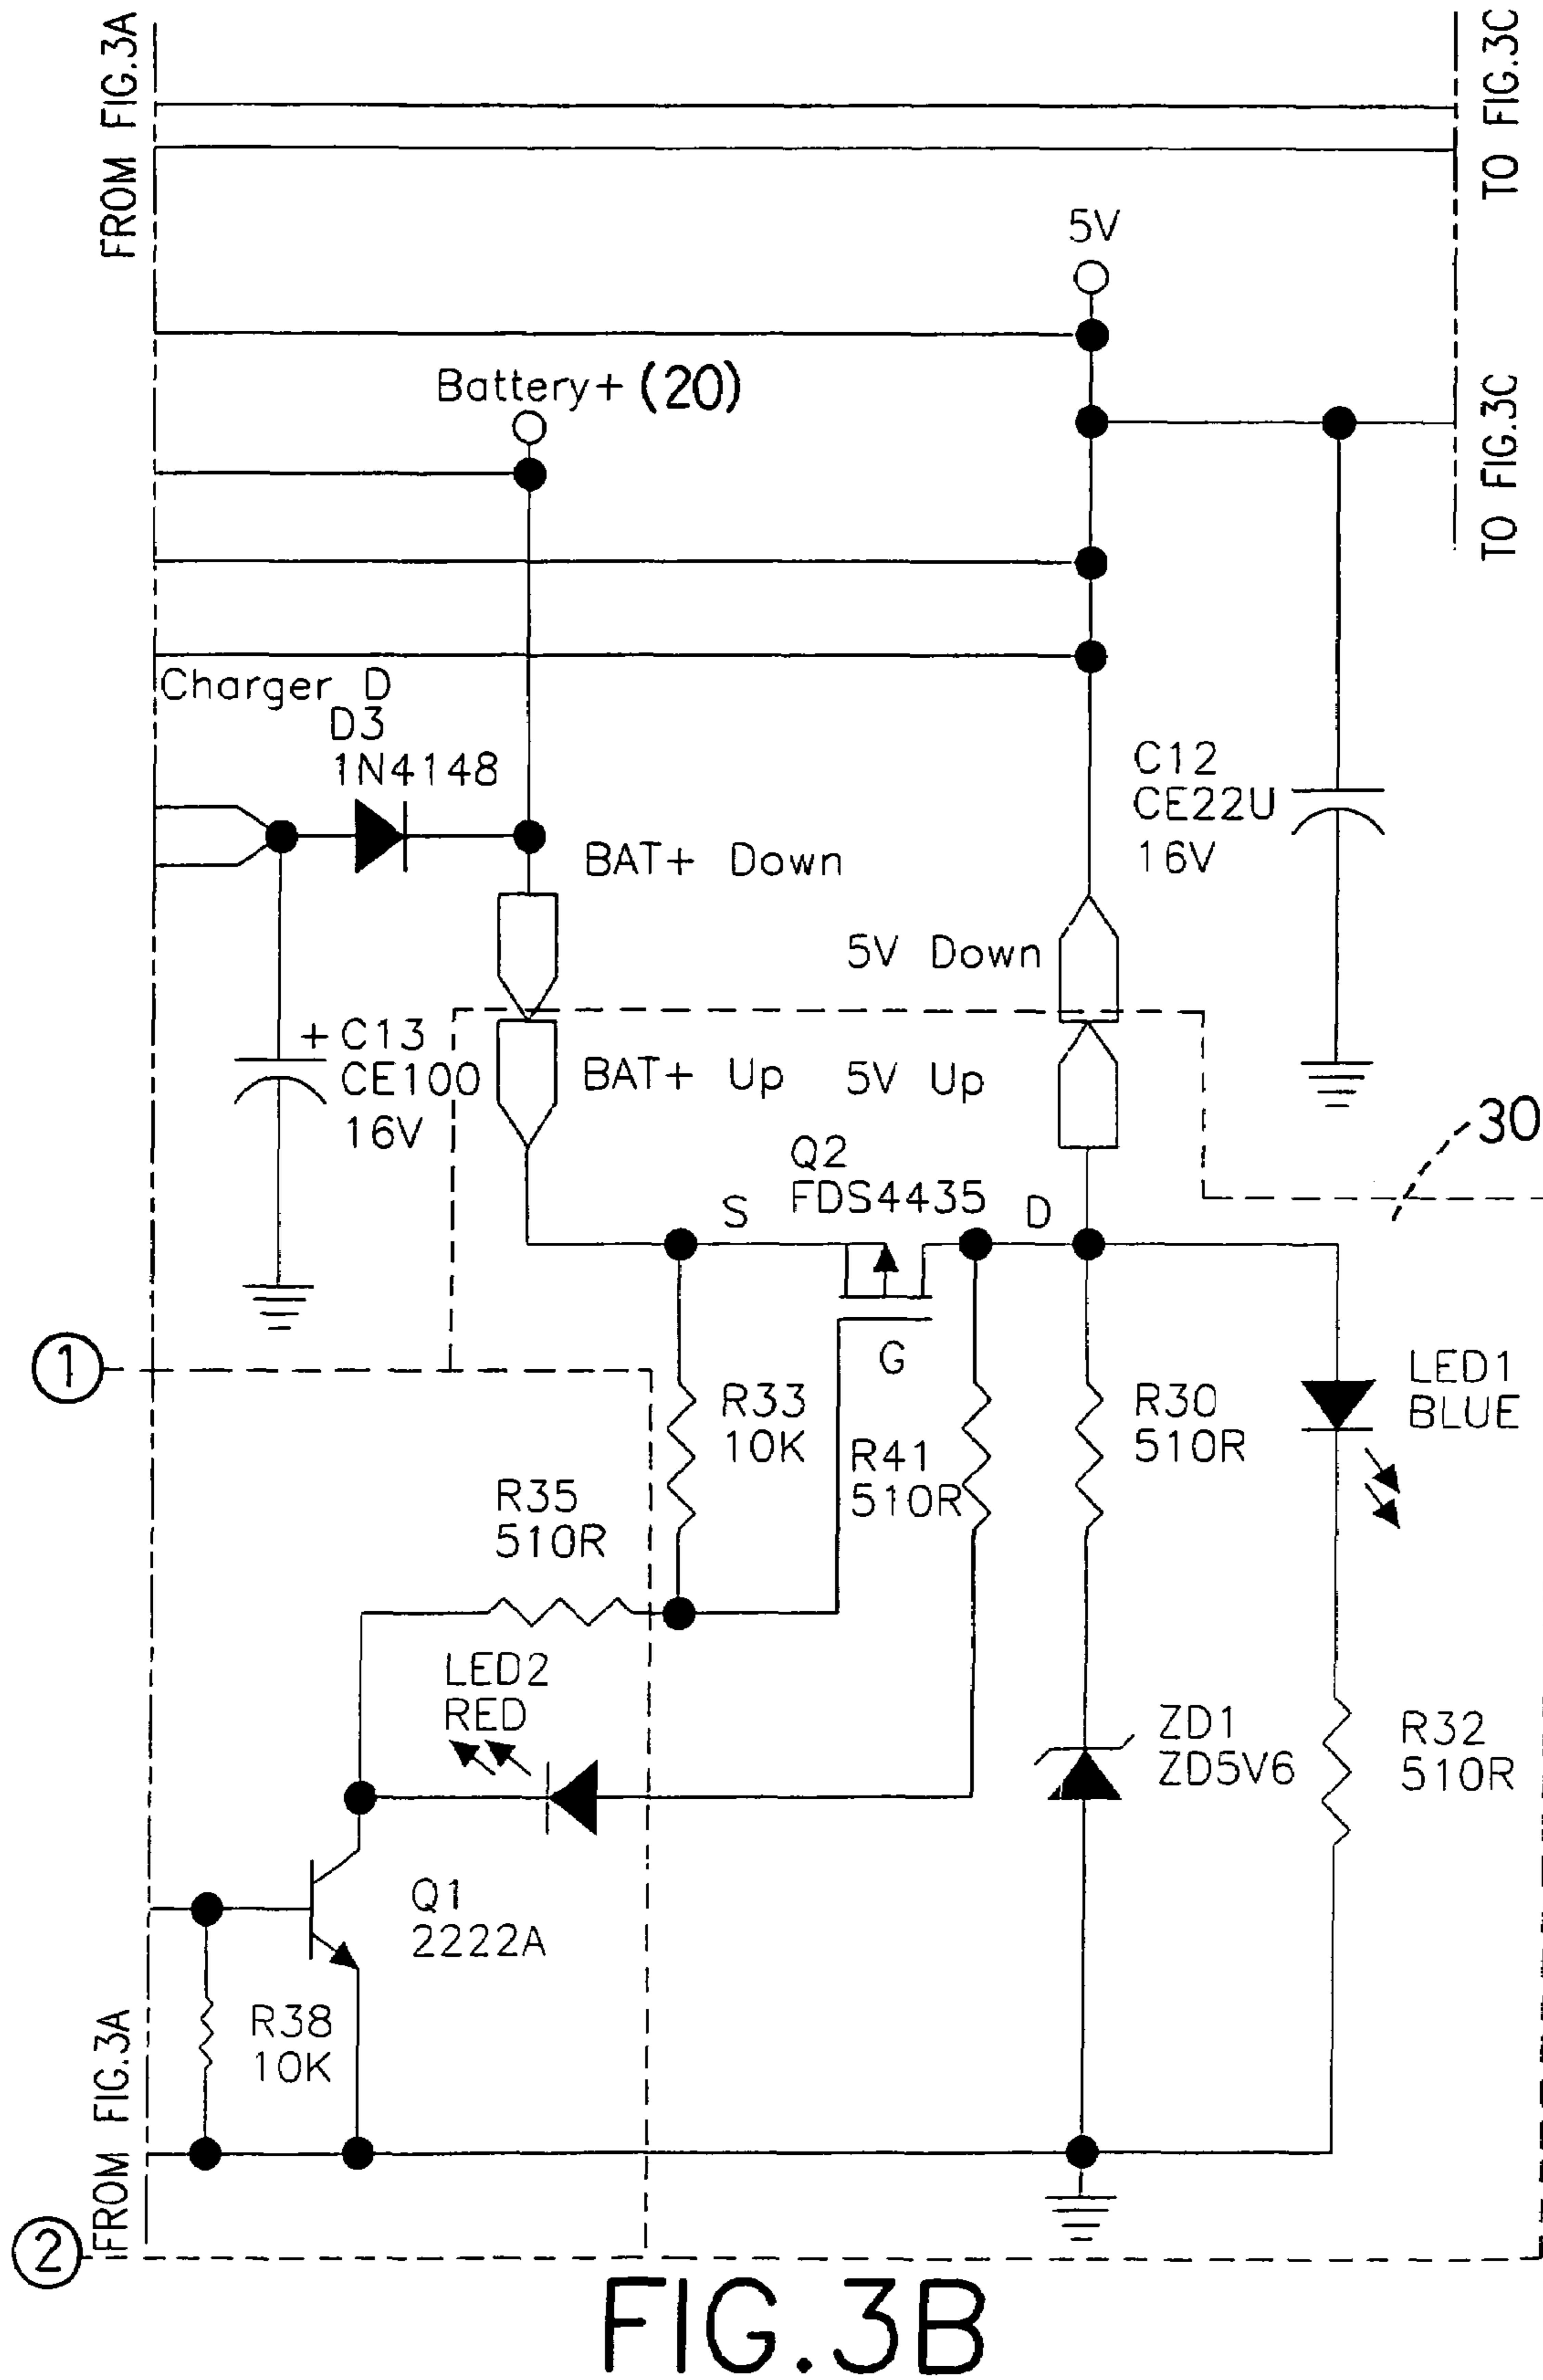 FROM FIG.3A
TO FIG.3C
5V
Battery+ (20)
TO FIG.3C
Charger D
D3
1N4148
C12
CE22U
16V
BAT+ Down
5V Down
+ C13
CE100
16V
BAT+ Up
5V Up
30
Q2
FDS4435
S
D
G
1
R33
10K
R41
510R
R30
510R
LED1
BLUE
R35
510R
LED2
RED
ZD1
ZD5V6
R32
510R
Q1
2222A
R38
10K
FROM FIG.3A
2
FIG.3B